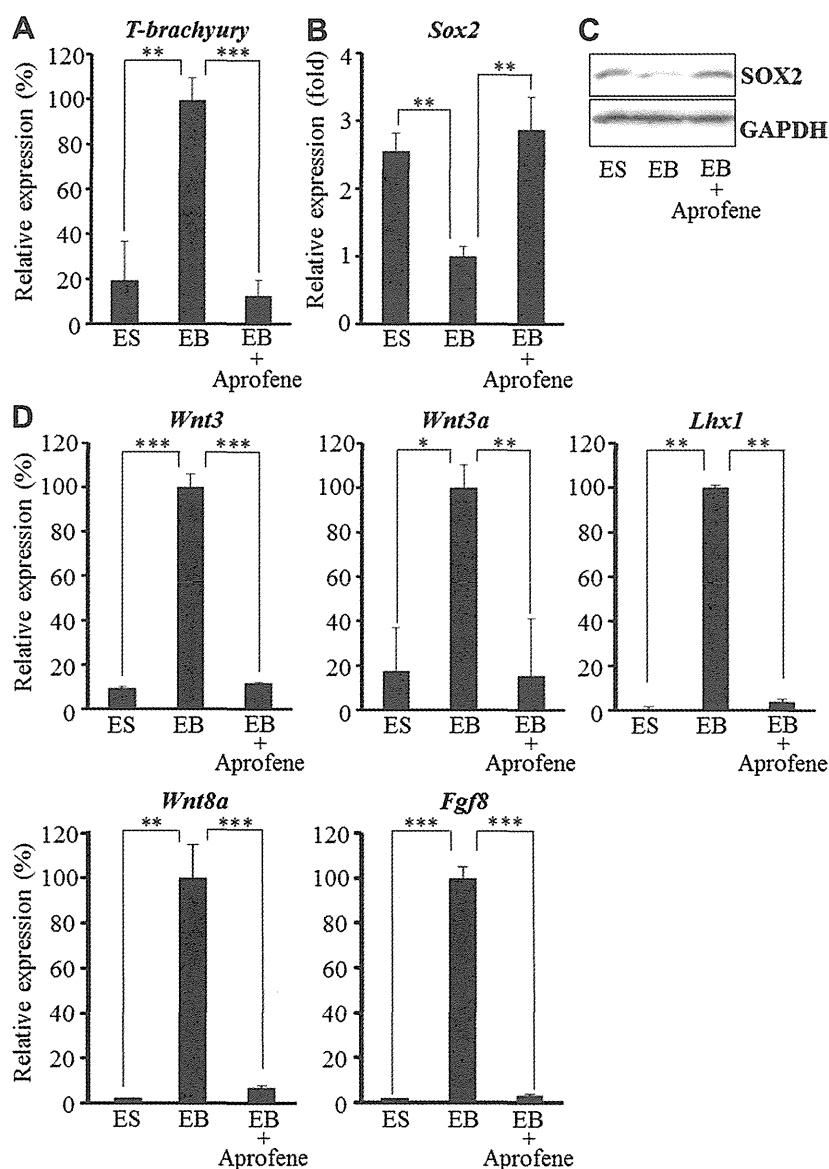 A
T-brachyury
Relative expression (%)
120
100
80
60
40
20
0
** ***
ES EB EB
+
Aprofene
B
Sox2
Relative expression (fold)
4
3
2
1
0
** **
ES EB EB
+
Aprofene
C
SOX2
GAPDH
ES EB EB
+
Aprofene
D
Wnt3
Relative expression (%)
120
100
80
60
40
20
0
*** ***
ES EB EB
+
Aprofene
Wnt3a
120
100
80
60
40
20
0
* **
ES EB EB
+
Aprofene
Lhx1
120
100
80
60
40
20
0
** **
ES EB EB
+
Aprofene
Wnt8a
Relative expression (%)
120
100
80
60
40
20
0
** ***
ES EB EB
+
Aprofene
Fgf8
120
100
80
60
40
20
0
*** ***
ES EB EB
+
Aprofene